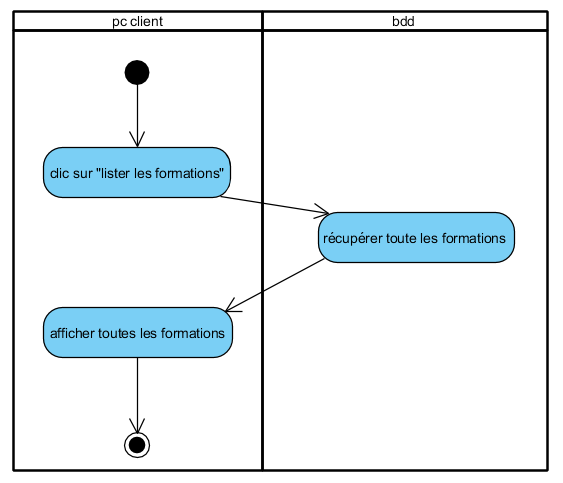 pc client
bdd
clic sur "lister les formations"
récupérer toute les formations
afficher toutes les formations